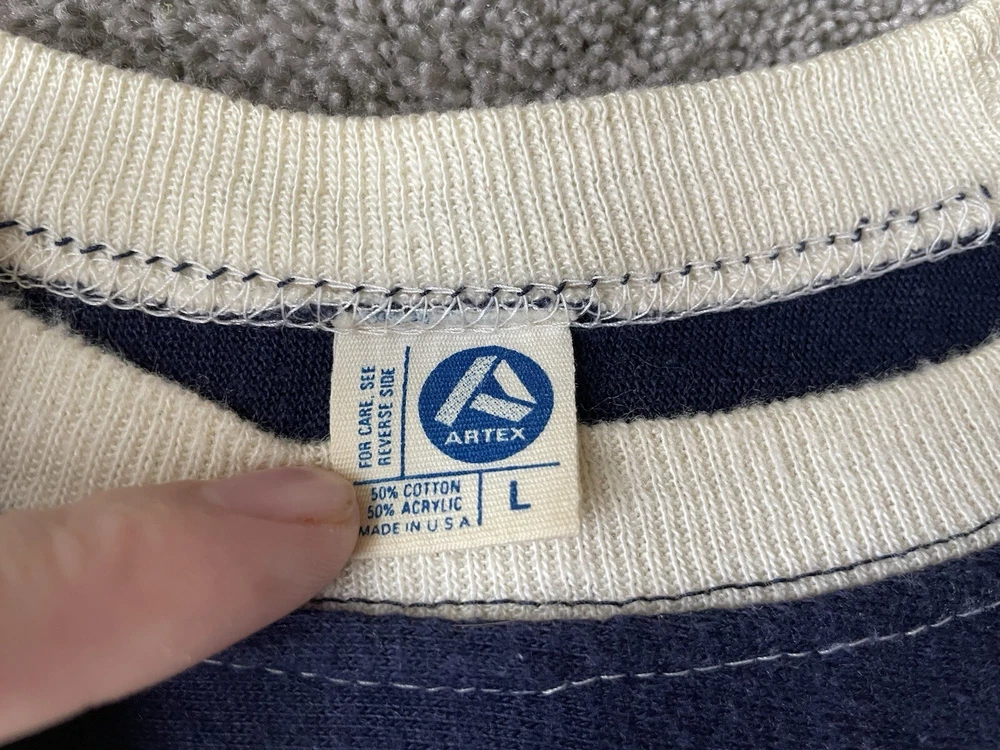 FOR CARE, SEE
REVERSE SIDE
ARTEX
50% COTTON
50% ACRYLIC
MADE IN U S A
L